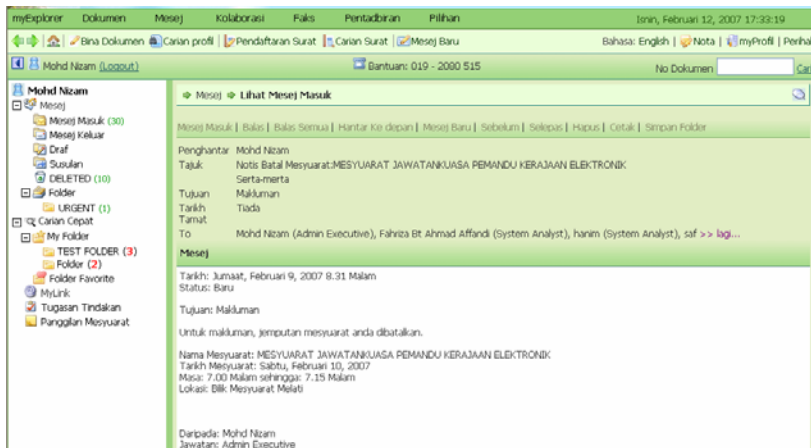 myExplorer Dokumen Mesej Kolaborasi Faks Pentadbiran Pilihan Isnin, Februari 12, 2007 17:33:19
Bina Dokumen Carian profil | Pendaftaran Surat Carian Surat | Mesej Baru Bahasa: English | Nota | myProfil | Perihal
Mohd Nizam (Logout) Bantuan: 019 - 2080 515 No Dokumen Cari
Mohd Nizam
Mesej
Mesej Masuk (30)
Mesej Keluar
Draf
Susulan
DELETED (10)
Folder
URGENT (1)
Carian Cepat
My Folder
TEST FOLDER (3)
Folder (2)
Folder Favorite
MyLink
Tugasan Tindakan
Panggilan Mesyuarat
Mesej Lihat Mesej Masuk
Mesej Masuk | Balas | Balas Semua | Hantar Ke depan | Mesej Baru | Sebelum | Selepas | Hapus | Cetak | Simpan Folder
Penghantar Mohd Nizam
Tajuk Notis Batal Mesyuarat:MESYUARAT JAWATANKUASA PEMANDU KERAJAAN ELEKTRONIK
Serta-merta
Tujuan Makluman
Tarikh Tiada
Tamat
To Mohd Nizam (Admin Executive), Fahriza Bt Ahmad Affandi (System Analyst), hanim (System Analyst), saf >> lagi...
Mesej
Tarikh: Jumaat, Februari 9, 2007 8.31 Malam
Status: Baru
Tujuan: Makluman
Untuk makluman, jemputan mesyuarat anda dibatalkan.
Nama Mesyuarat: MESYUARAT JAWATANKUASA PEMANDU KERAJAAN ELEKTRONIK
Tarikh Mesyuarat: Sabtu, Februari 10, 2007
Masa: 7.00 Malam sehingga: 7.15 Malam
Lokasi: Bilik Mesyuarat Melati
Daripada: Mohd Nizam
Jawatan: Admin Executive